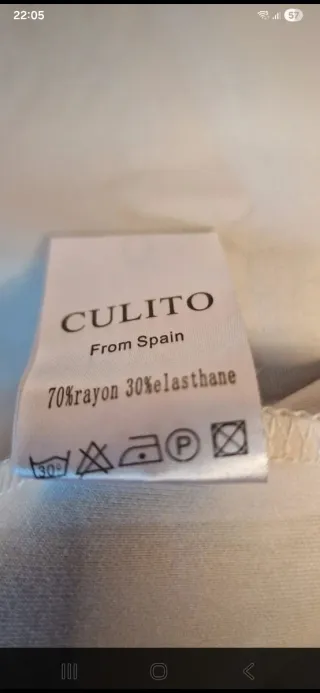 22:05
57
CULITO
From Spain
70%rayon 30%elasthane
30°
P